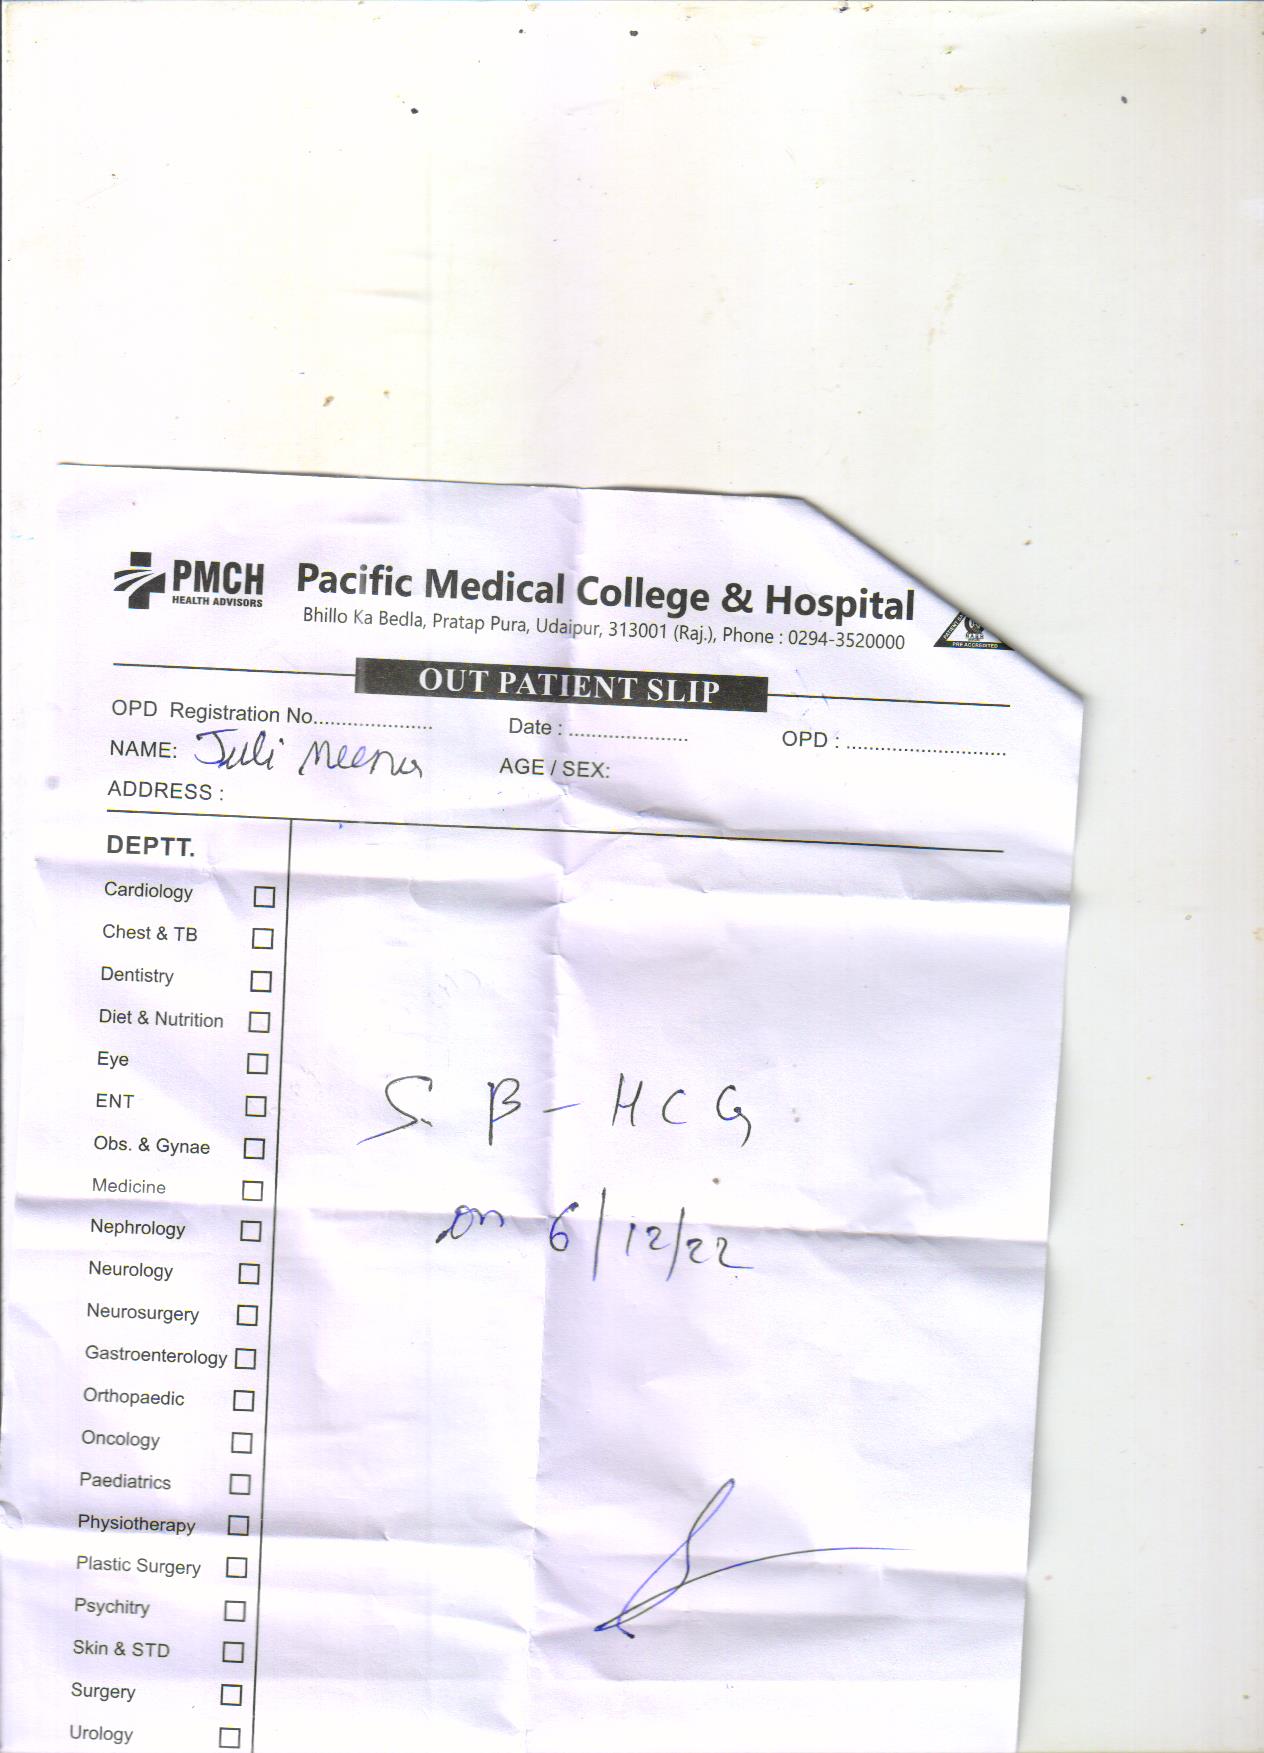 PMCH
HEALTH ADVISORS
Pacific Medical College & Hospital
Bhillo Ka Bedla, Pratap Pura, Udaipur, 313001 (Raj.), Phone : 0294-3520000
PRE ACCREDITED
OUT PATIENT SLIP
OPD Registration No..................... Date : ..................... OPD : ............................
NAME: Juli Meena AGE / SEX:
ADDRESS :
DEPTT.
Cardiology
Chest & TB
Dentistry
Diet & Nutrition
Eye
ENT
Obs. & Gynae
S. β - HCG
Medicine
on 6/12/22
Nephrology
Neurology
Neurosurgery
Gastroenterology
Orthopaedic
Oncology
Paediatrics
Physiotherapy
Plastic Surgery
Psychitry
Skin & STD
Surgery
Urology